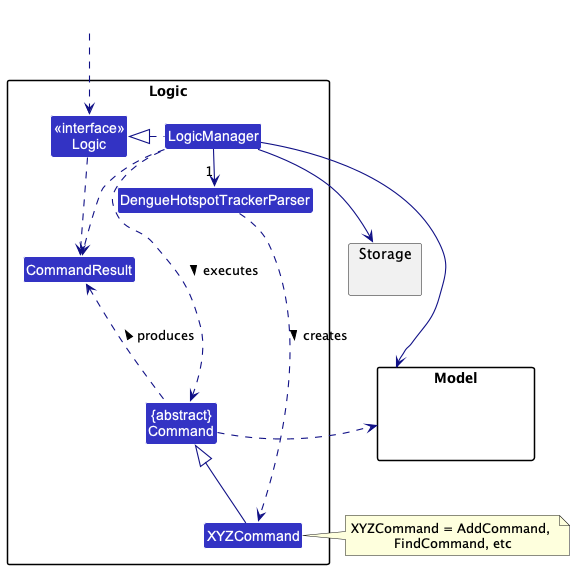 Logic
«interface»
Logic
LogicManager
1
DengueHotspotTrackerParser
Storage
CommandResult
executes
produces
creates
Model
{abstract}
Command
XYZCommand
XYZCommand = AddCommand,
FindCommand, etc